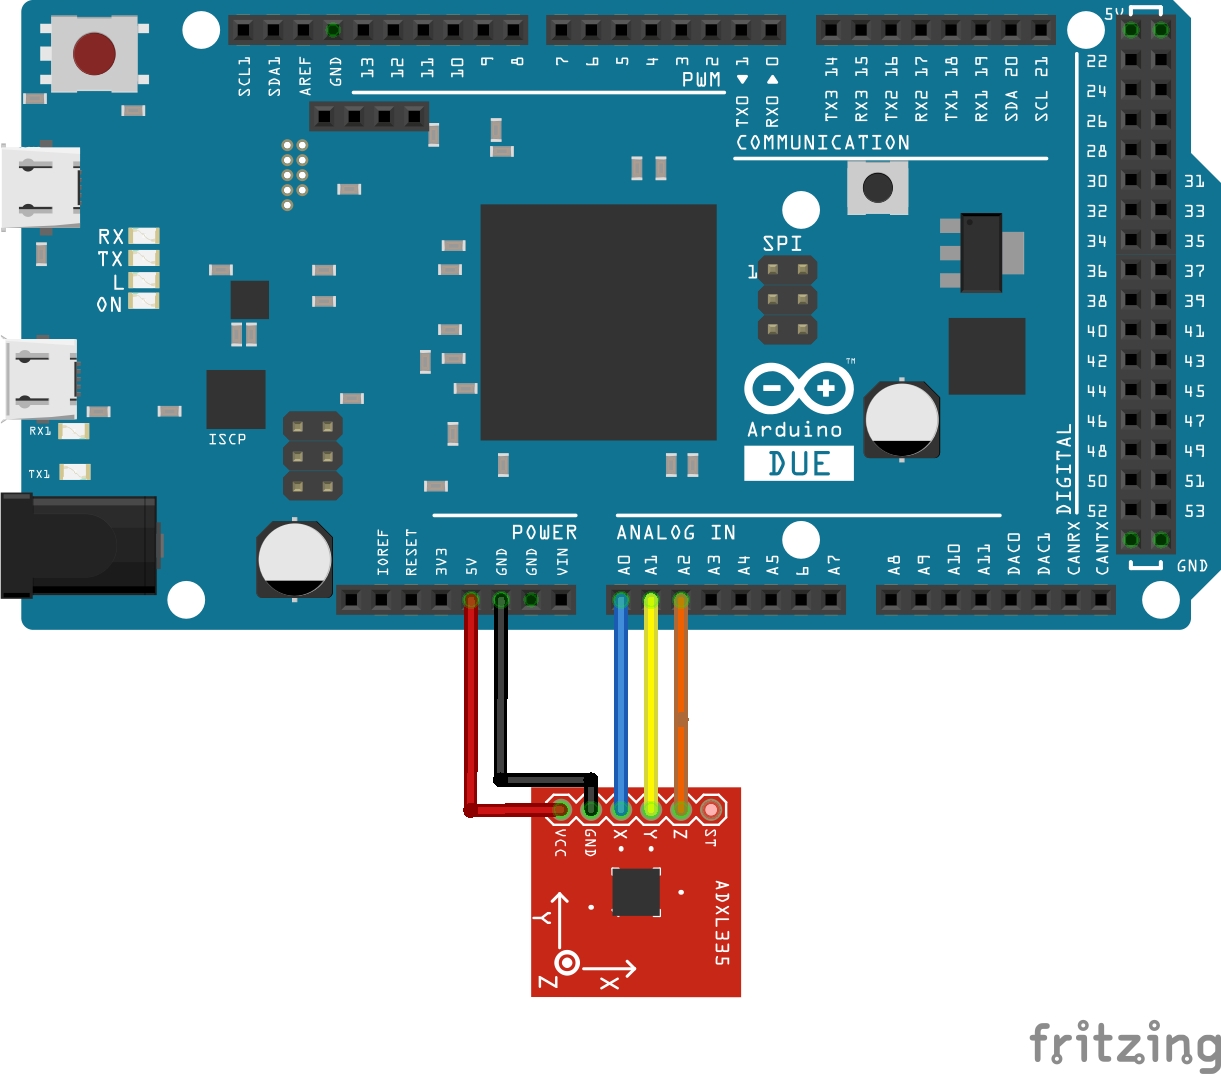 5V
SCL1 SDA1 AREF GND 13 12 11 10 9 8
7 6 5 4 3 2 1 0
TX0 RX0
PWM
TX3 14 RX3 15 TX2 16 RX2 17 TX1 18 RX1 19 SDA 20 SCL 21
COMMUNICATION
22
24
26
28
30 31
32 33
34 35
36 37
38 39
40 41
42 43
44 45
46 47
48 49
50 51
52 53
DIGITAL
GND
RX
TX
L
ON
SPI
1
TM
Arduino
DUE
ISCP
RX1
TX1
POWER
ANALOG IN
IOREF RESET 3V3 5V GND GND VIN
A0 A1 A2 A3 A4 A5 6 A7
A8 A9 A10 A11 DAC0 DAC1 CANRX CANTX
VCC GND X Y Z ST
ADXL335
Y
Z X
fritzing